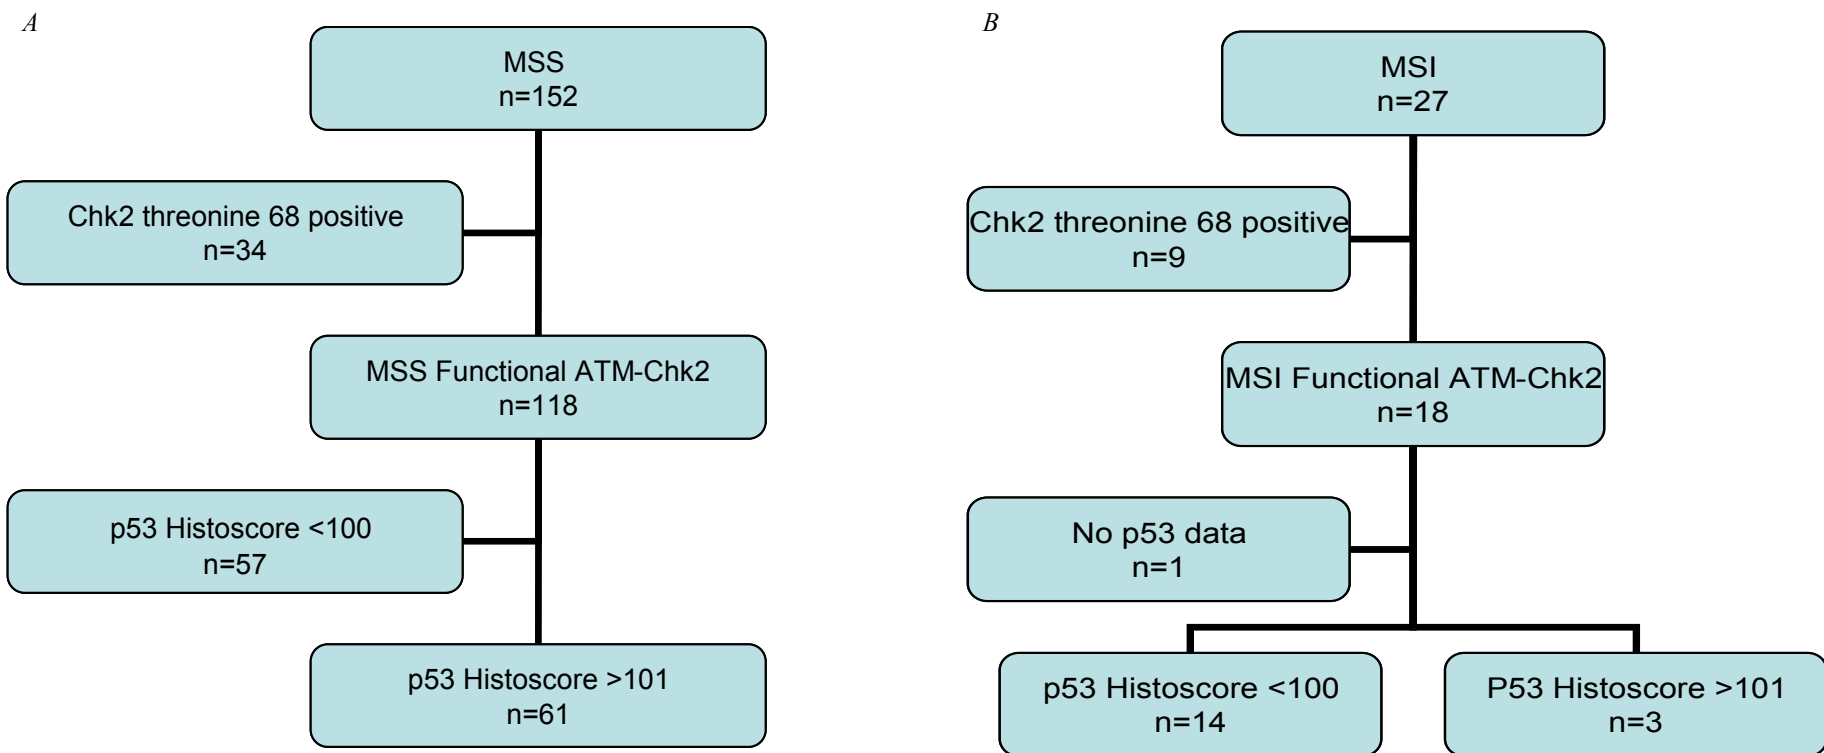 A
MSS
n=152
Chk2 threonine 68 positive
n=34
MSS Functional ATM-Chk2
n=118
p53 Histoscore <100
n=57
p53 Histoscore >101
n=61
B
MSI
n=27
Chk2 threonine 68 positive
n=9
MSI Functional ATM-Chk2
n=18
No p53 data
n=1
p53 Histoscore <100
n=14
P53 Histoscore >101
n=3